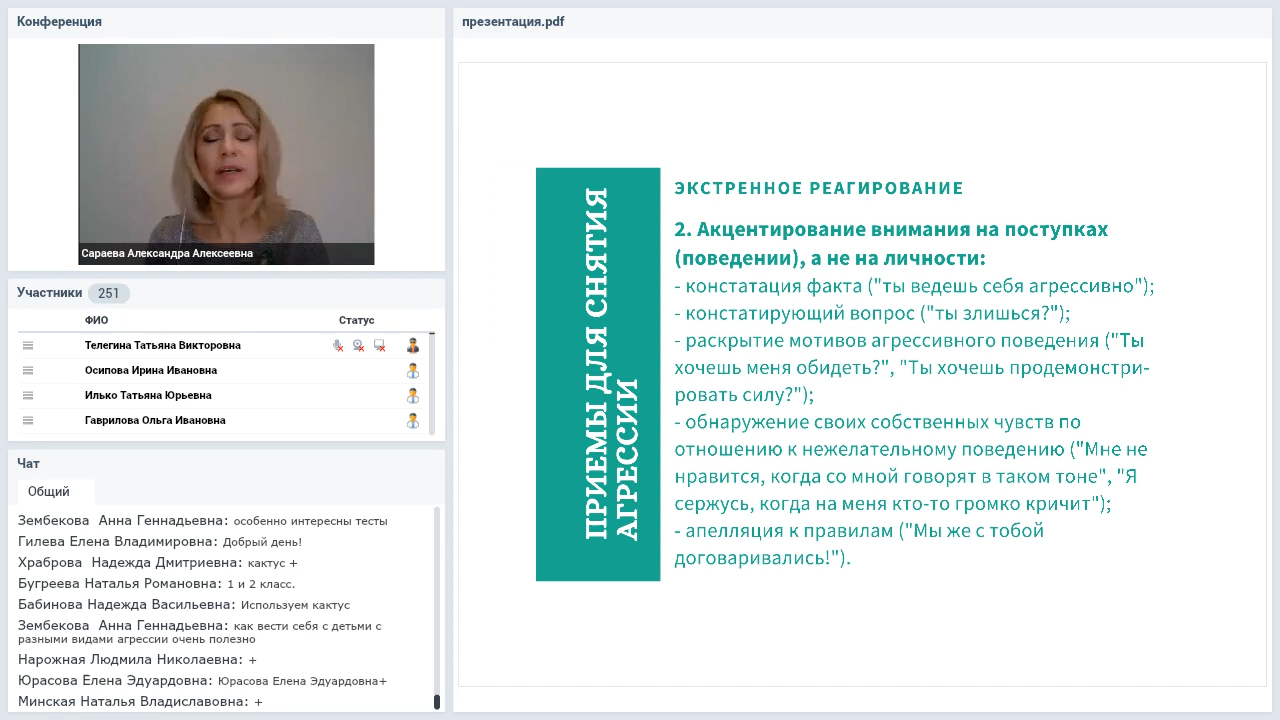 Конференция
Сараева Александра Алексеевна
Участники 251
ФИО Статус
Телегина Татьяна Викторовна
Осипова Ирина Ивановна
Илько Татьяна Юрьевна
Гаврилова Ольга Ивановна
Чат
Общий
Зембекова Анна Геннадьевна: особенно интересны тесты
Гилева Елена Владимировна: Добрый день!
Храброва Надежда Дмитриевна: кактус +
Бугреева Наталья Романовна: 1 и 2 класс.
Бабинова Надежда Васильевна: Используем кактус
Зембекова Анна Геннадьевна: как вести себя с детьми с
разными видами агрессии очень полезно
Нарожная Людмила Николаевна: +
Юрасова Елена Эдуардовна: Юрасова Елена Эдуардовна+
Минская Наталья Владиславовна: +
презентация.pdf
ПРИЕМЫ ДЛЯ СНЯТИЯ
АГРЕССИИ
ЭКСТРЕННОЕ РЕАГИРОВАНИЕ
2. Акцентирование внимания на поступках
(поведении), а не на личности:
- констатация факта ("ты ведешь себя агрессивно");
- констатирующий вопрос ("ты злишься?");
- раскрытие мотивов агрессивного поведения ("Ты
хочешь меня обидеть?", "Ты хочешь продемонстри-
ровать силу?");
- обнаружение своих собственных чувств по
отношению к нежелательному поведению ("Мне не
нравится, когда со мной говорят в таком тоне", "Я
сержусь, когда на меня кто-то громко кричит");
- апелляция к правилам ("Мы же с тобой
договаривались!").